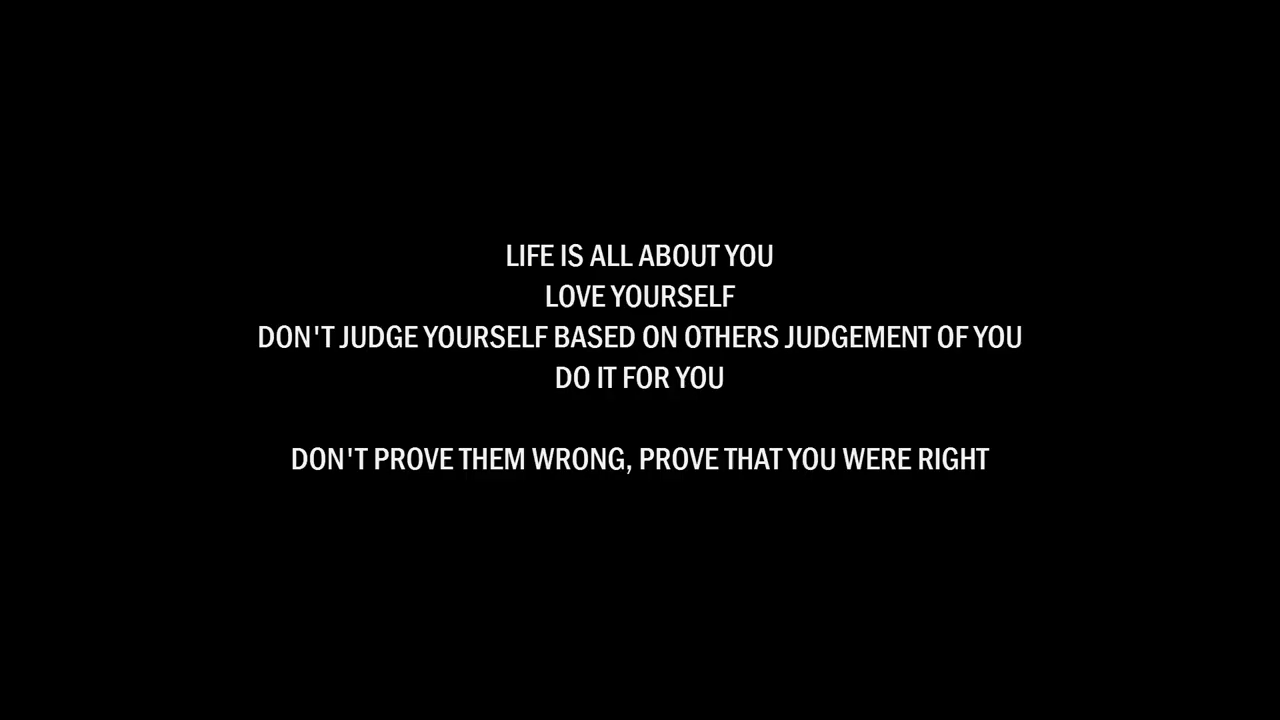 LIFE IS ALL ABOUT YOU
LOVE YOURSELF
DON'T JUDGE YOURSELF BASED ON OTHERS JUDGEMENT OF YOU
DO IT FOR YOU
DON'T PROVE THEM WRONG, PROVE THAT YOU WERE RIGHT